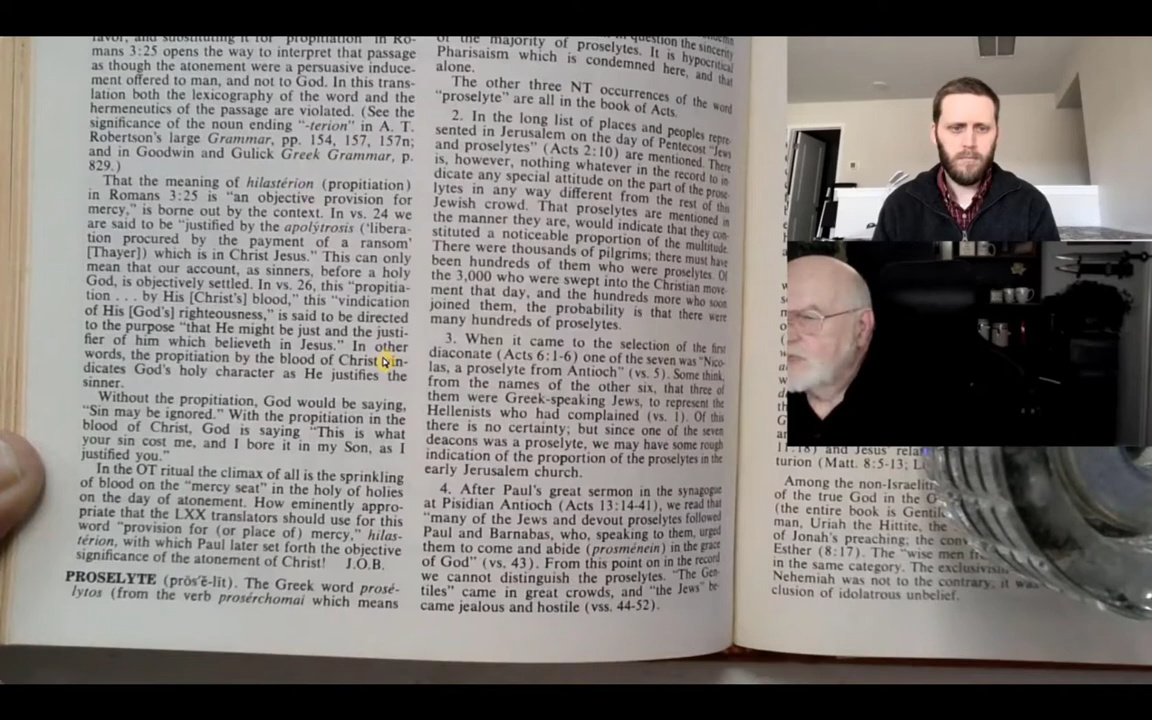 favor, and substituting it for "propitiation" in Ro-
mans 3:25 opens the way to interpret that passage
as though the atonement were a persuasive induce-
ment offered to man, and not to God. In this trans-
lation both the lexicography of the word and the
hermeneutics of the passage are violated. (See the
significance of the noun ending "-terion" in A. T.
Robertson's large Grammar, pp. 154, 157, 157n;
and in Goodwin and Gulick Greek Grammar, p.
829.)
That the meaning of hilastérion (propitiation)
in Romans 3:25 is "an objective provision for
mercy," is borne out by the context. In vs. 24 we
are said to be "justified by the apolýtrosis ('libera-
tion procured by the payment of a ransom'
[Thayer]) which is in Christ Jesus." This can only
mean that our account, as sinners, before a holy
God, is objectively settled. In vs. 26, this "propitia-
tion . . . by His [Christ's] blood," this "vindication
of His [God's] righteousness," is said to be directed
to the purpose "that He might be just and the justi-
fier of him which believeth in Jesus." In other
words, the propitiation by the blood of Christ in-
dicates God's holy character as He justifies the
sinner.
Without the propitiation, God would be saying,
"Sin may be ignored." With the propitiation in the
blood of Christ, God is saying "This is what
your sin cost me, and I bore it in my Son, as I
justified you."
In the OT ritual the climax of all is the sprinkling
of blood on the "mercy seat" in the holy of holies
on the day of atonement. How eminently appro-
priate that the LXX translators should use for this
word "provision for (or place of) mercy," hilas-
térion, with which Paul later set forth the objective
significance of the atonement of Christ! J.O.B.
PROSELYTE (prŏs'ĕ-līt). The Greek word prosé-
lytos (from the verb prosérchomai which means
question the sincerity
of the majority of proselytes. It is hypocritical
Pharisaism which is condemned here, and that
alone.
The other three NT occurrences of the word
"proselyte" are all in the book of Acts.
2. In the long list of places and peoples repre-
sented in Jerusalem on the day of Pentecost "Jews
and proselytes" (Acts 2:10) are mentioned. There
is, however, nothing whatever in the record to in-
dicate any special attitude on the part of the prose-
lytes in any way different from the rest of this
Jewish crowd. That proselytes are mentioned in
the manner they are, would indicate that they con-
stituted a noticeable proportion of the multitude.
There were thousands of pilgrims; there must have
been hundreds of them who were proselytes. Of
the 3,000 who were swept into the Christian move-
ment that day, and the hundreds more who soon
joined them, the probability is that there were
many hundreds of proselytes.
3. When it came to the selection of the first
diaconate (Acts 6:1-6) one of the seven was "Nico-
las, a proselyte from Antioch" (vs. 5). Some think,
from the names of the other six, that three of
them were Greek-speaking Jews, to represent the
Hellenists who had complained (vs. 1). Of this
there is no certainty; but since one of the seven
deacons was a proselyte, we may have some rough
indication of the proportion of the proselytes in the
early Jerusalem church.
4. After Paul's great sermon in the synagogue
at Pisidian Antioch (Acts 13:14-41), we read that
"many of the Jews and devout proselytes followed
Paul and Barnabas, who, speaking to them, urged
them to come and abide (prosménein) in the grace
of God" (vs. 43). From this point on in the record
we cannot distinguish the proselytes. "The Gen-
tiles" came in great crowds, and "the Jews" be-
came jealous and hostile (vss. 44-52).
11:18) and Jesus'
turion (Matt. 8:5-13;
Among the non-
of the true God in the
(the entire book is
man, Uriah the Hittite, the
of Jonah's preaching; the
Esther (8:17). The "wise men
in the same category. The
Nehemiah was not to the contrary; it
clusion of idolatrous unbelief.